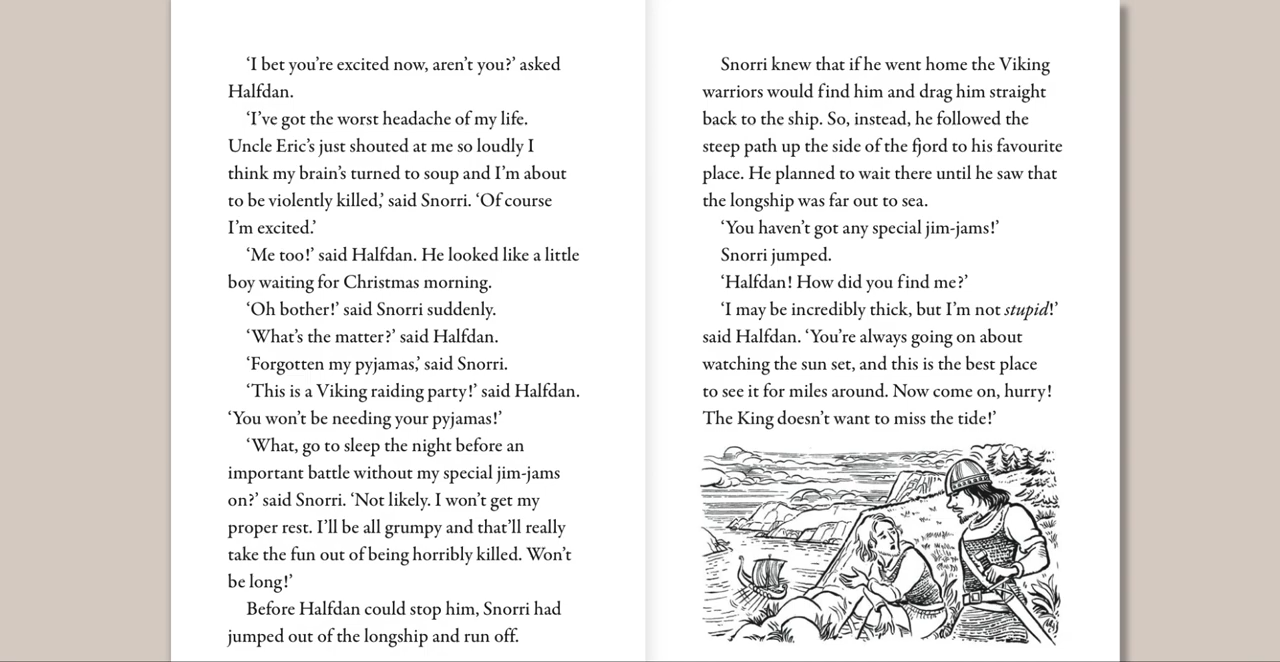 ‘I bet you’re excited now, aren’t you?’ asked
Halfdan.
‘I’ve got the worst headache of my life.
Uncle Eric’s just shouted at me so loudly I
think my brain’s turned to soup and I’m about
to be violently killed,’ said Snorri. ‘Of course
I’m excited.’
‘Me too!’ said Halfdan. He looked like a little
boy waiting for Christmas morning.
‘Oh bother!’ said Snorri suddenly.
‘What’s the matter?’ said Halfdan.
‘Forgotten my pyjamas,’ said Snorri.
‘This is a Viking raiding party!’ said Halfdan.
‘You won’t be needing your pyjamas!’
‘What, go to sleep the night before an
important battle without my special jim-jams
on?’ said Snorri. ‘Not likely. I won’t get my
proper rest. I’ll be all grumpy and that’ll really
take the fun out of being horribly killed. Won’t
be long!’
Before Halfdan could stop him, Snorri had
jumped out of the longship and run off.
Snorri knew that if he went home the Viking
warriors would find him and drag him straight
back to the ship. So, instead, he followed the
steep path up the side of the fjord to his favourite
place. He planned to wait there until he saw that
the longship was far out to sea.
‘You haven’t got any special jim-jams!’
Snorri jumped.
‘Halfdan! How did you find me?’
‘I may be incredibly thick, but I’m not stupid!’
said Halfdan. ‘You’re always going on about
watching the sun set, and this is the best place
to see it for miles around. Now come on, hurry!
The King doesn’t want to miss the tide!’